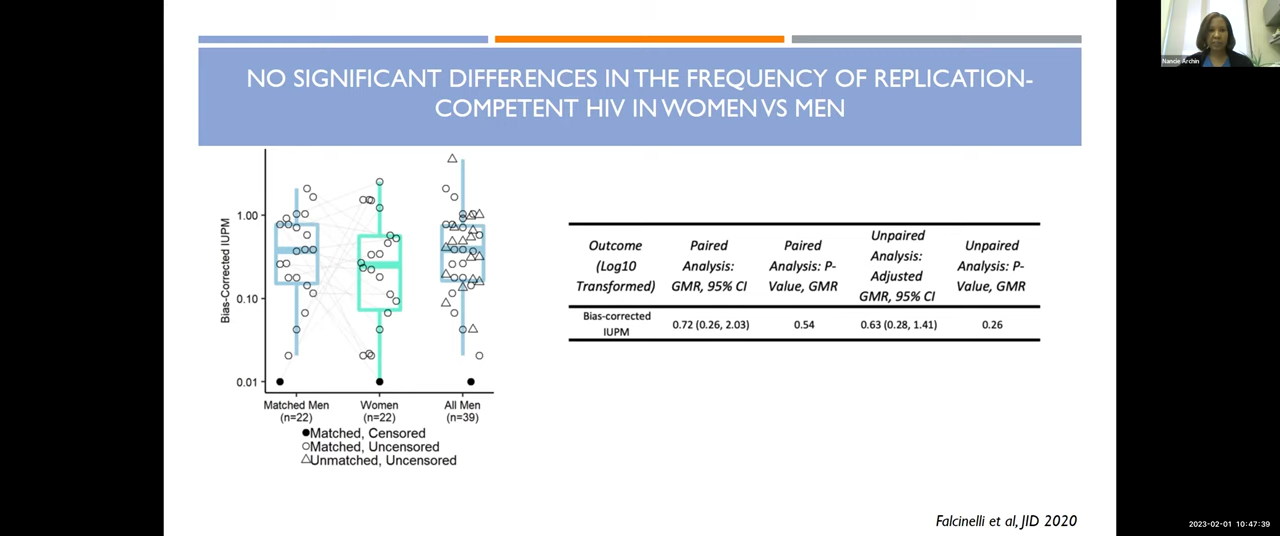 NO SIGNIFICANT DIFFERENCES IN THE FREQUENCY OF REPLICATION-
COMPETENT HIV IN WOMEN VS MEN
Nancie Archin
Bias-Corrected IUPM
1.00
0.10
0.01
Matched Men
(n=22)
Women
(n=22)
All Men
(n=39)
Matched, Censored
Matched, Uncensored
Unmatched, Uncensored
Outcome
(Log10
Transformed)
Paired
Analysis:
GMR, 95% CI
Paired
Analysis: P-
Value, GMR
Unpaired
Analysis:
Adjusted
GMR, 95% CI
Unpaired
Analysis: P-
Value, GMR
Bias-corrected
IUPM
0.72 (0.26, 2.03)
0.54
0.63 (0.28, 1.41)
0.26
Falcinelli et al, JID 2020
2023-02-01 10:47:39